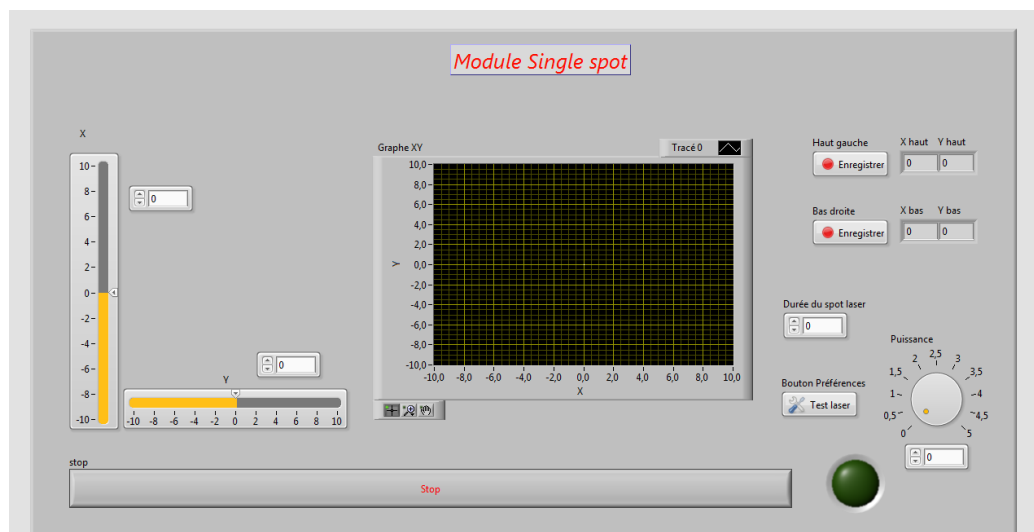 Module Single spot
X
10
8
6
4
2
0
-2
-4
-6
-8
-10
0
0
Y
-10 -8 -6 -4 -2 0 2 4 6 8 10
Graphe XY
Tracé 0
10,0
8,0
6,0
4,0
2,0
0,0
-2,0
-4,0
-6,0
-8,0
-10,0
Y
-10,0 -8,0 -6,0 -4,0 -2,0 0,0 2,0 4,0 6,0 8,0 10,0
X
Haut gauche X haut Y haut
Enregistrer 0 0
Bas droite X bas Y bas
Enregistrer 0 0
Durée du spot laser
0
Bouton Préférences
Test laser
Puissance
0 0,5 1 1,5 2 2,5 3 3,5 4 4,5 5
0
stop
Stop